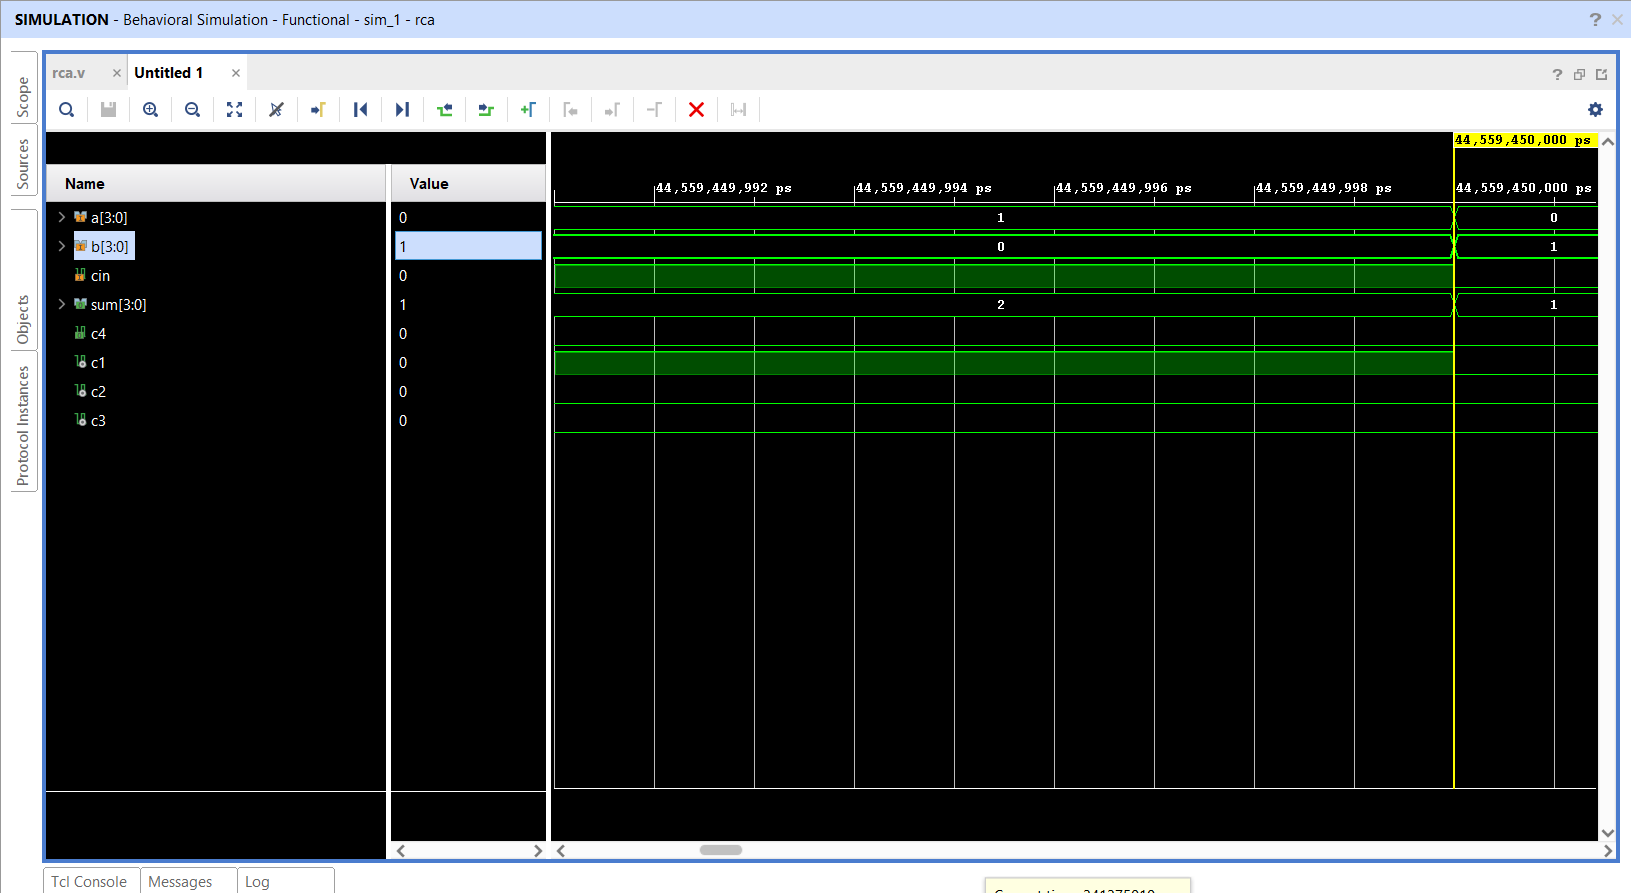 SIMULATION - Behavioral Simulation - Functional - sim_1 - rca ?
rca.v Untitled 1 ?
Scope
Sources
Objects
Protocol Instances
44,559,450,000 ps
Name Value
44,559,449,992 ps 44,559,449,994 ps 44,559,449,996 ps 44,559,449,998 ps 44,559,450,000 ps
a[3:0] 0 1 0
b[3:0] 1 0 1
cin 0
sum[3:0] 1 2 1
c4 0
c1 0
c2 0
c3 0
Tcl Console Messages Log